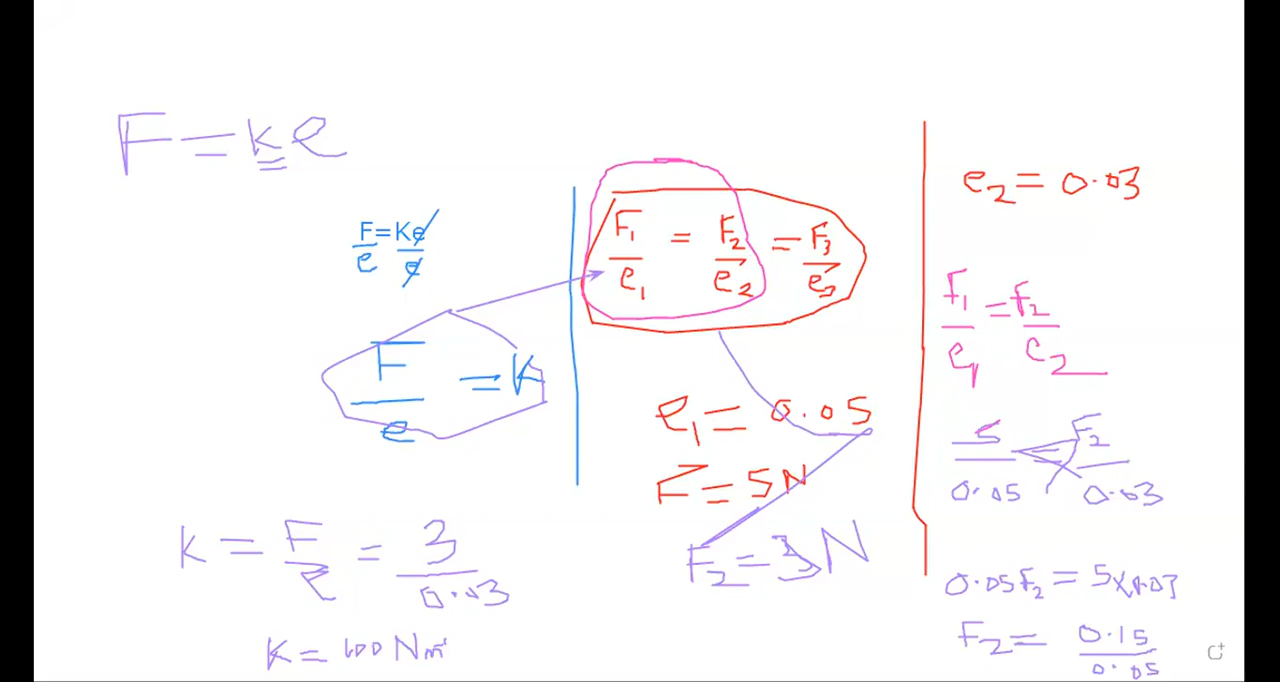 F = ke
F = Ke
e e
F = K
e
k = F = 3
e 0.03
K = 100 Nm⁻¹
F₁ = F₂ = F₃
e₁ e₂ e₃
e₁ = 0.05
F = 5N
F₂ = 3N
e₂ = 0.03
F₁ = F₂
e₁ e₂
5 = F₂
0.05 0.03
0.05F₂ = 5×0.03
F₂ = 0.15
0.05